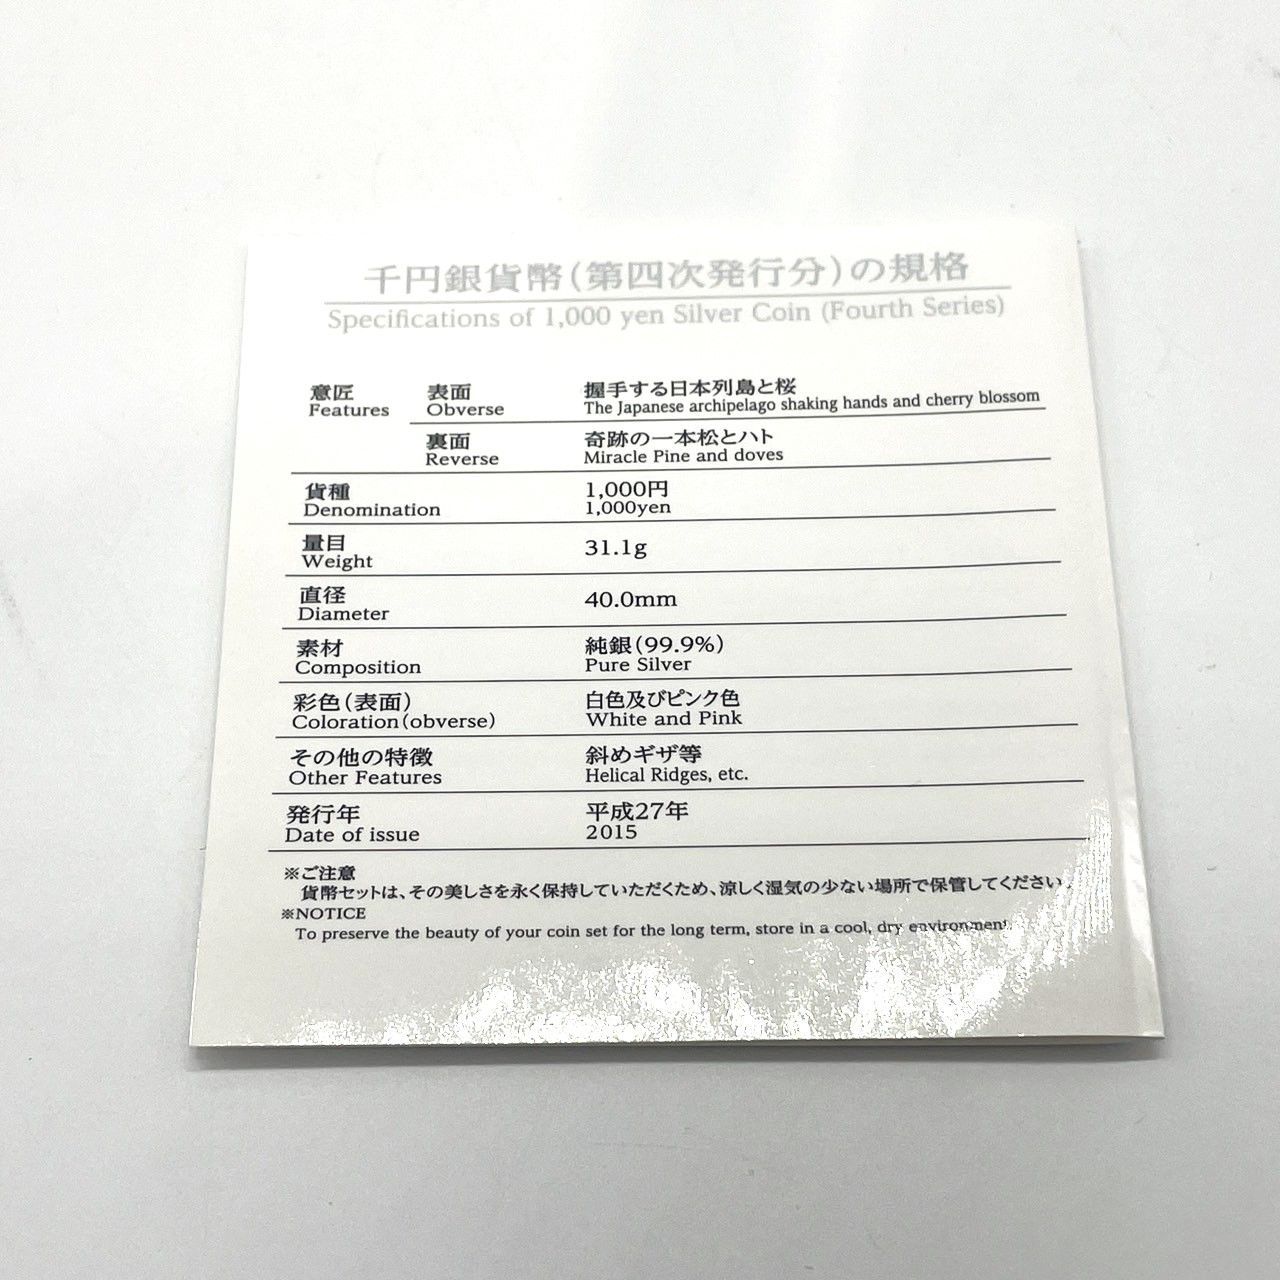 千円銀貨幣(第四次発行分)の規格
Specifications of 1,000 yen Silver Coin (Fourth Series)
意匠 表面 握手する日本列島と桜
Features Obverse The Japanese archipelago shaking hands and cherry blossom
裏面 奇跡の一本松とハト
Reverse Miracle Pine and doves
貨種 1,000円
Denomination 1,000yen
量目
Weight 31.1g
直径
Diameter 40.0mm
素材 純銀(99.9%)
Composition Pure Silver
彩色(表面) 白色及びピンク色
Coloration(obverse) White and Pink
その他の特徴 斜めギザ等
Other Features Helical Ridges, etc.
発行年 平成27年
Date of issue 2015
※ご注意
貨幣セットは、その美しさを永く保持していただくため、涼しく湿気の少ない場所で保管してください。
※NOTICE
To preserve the beauty of your coin set for the long term, store in a cool, dry environment.